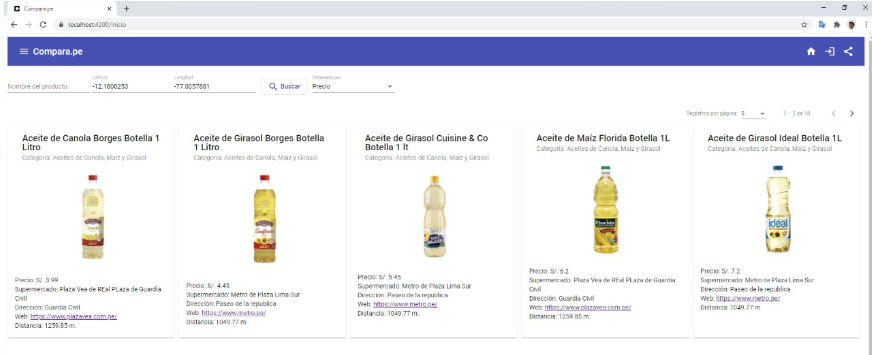 Compara.pe
localhost:4200/inicio
Compara.pe
Nombre del producto
Latitud
-12.1800253
Longitud
-77.0057881
Buscar
Ordenado por
Precio
Registros por página: 5
1 – 5 de 18
Aceite de Canola Borges Botella 1
Litro
Categoría: Aceites de Canola, Maíz y Girasol
Precio: S/. 3.99
Supermercado: Plaza Vea de REal PLaza de Guardia
Civil
Dirección: Guardia Civil
Web: https://www.plazavea.com.pe/
Distancia: 1259.85 m.
Aceite de Girasol Borges Botella
1 Litro
Categoría: Aceites de Canola, Maíz y Girasol
Precio: S/. 4.45
Supermercado: Metro de Plaza Lima Sur
Dirección: Paseo de la republica
Web: https://www.metro.pe/
Distancia: 1049.77 m.
Aceite de Girasol Cuisine & Co
Botella 1 lt
Categoría: Aceites de Canola, Maíz y Girasol
Precio: S/. 5.45
Supermercado: Metro de Plaza Lima Sur
Dirección: Paseo de la republica
Web: https://www.metro.pe/
Distancia: 1049.77 m.
Aceite de Maíz Florida Botella 1L
Categoría: Aceites de Canola, Maíz y Girasol
Florida
Precio: S/. 6.2
Supermercado: Plaza Vea de REal PLaza de Guardia
Civil
Dirección: Guardia Civil
Web: https://www.plazavea.com.pe/
Distancia: 1259.85 m.
Aceite de Girasol Ideal Botella 1L
Categoría: Aceites de Canola, Maíz y Girasol
ideal
Precio: S/. 7.2
Supermercado: Metro de Plaza Lima Sur
Dirección: Paseo de la republica
Web: https://www.metro.pe/
Distancia: 1049.77 m.